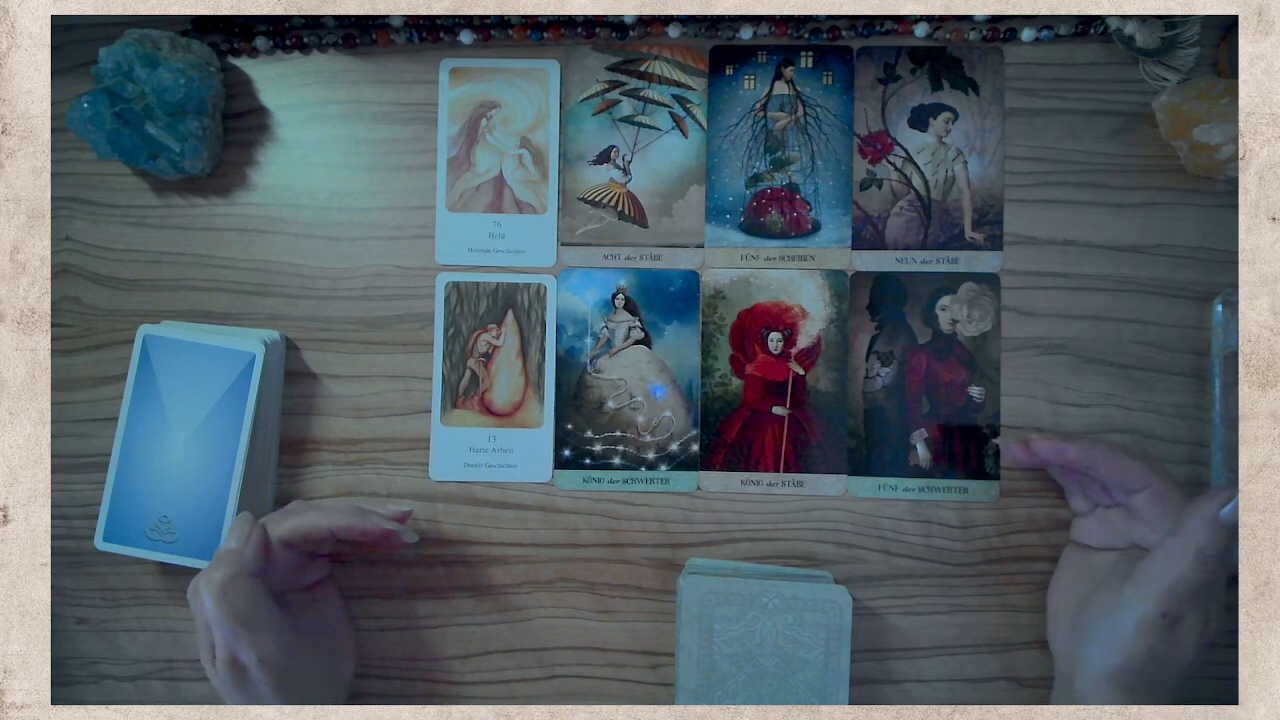 7h
Held
Heilende Geschichten
ACHT der STÄBE
FÜNF der SCHEIBEN
NEUN der STÄBE
13
Harte Arbeit
Dunkle Geschichten
KÖNIG der SCHWERTER
KÖNIG der STÄBE
FÜNF der SCHWERTER